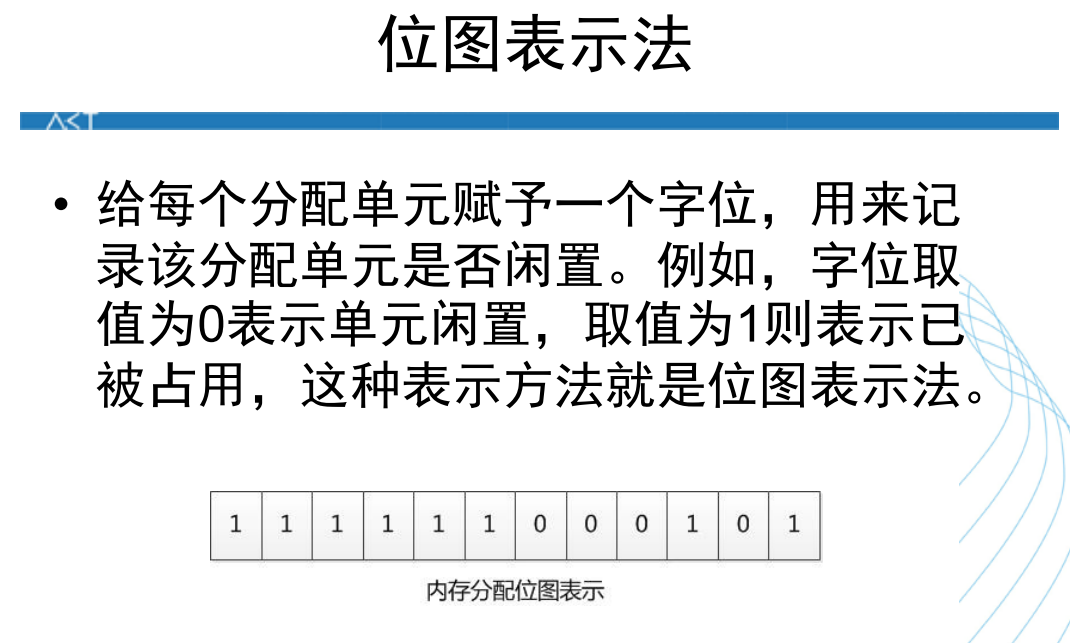 位图表示法
• 给每个分配单元赋予一个字位，用来记
录该分配单元是否闲置。例如，字位取
值为0表示单元闲置，取值为1则表示已
被占用，这种表示方法就是位图表示法。
1 1 1 1 1 1 0 0 0 1 0 1
内存分配位图表示